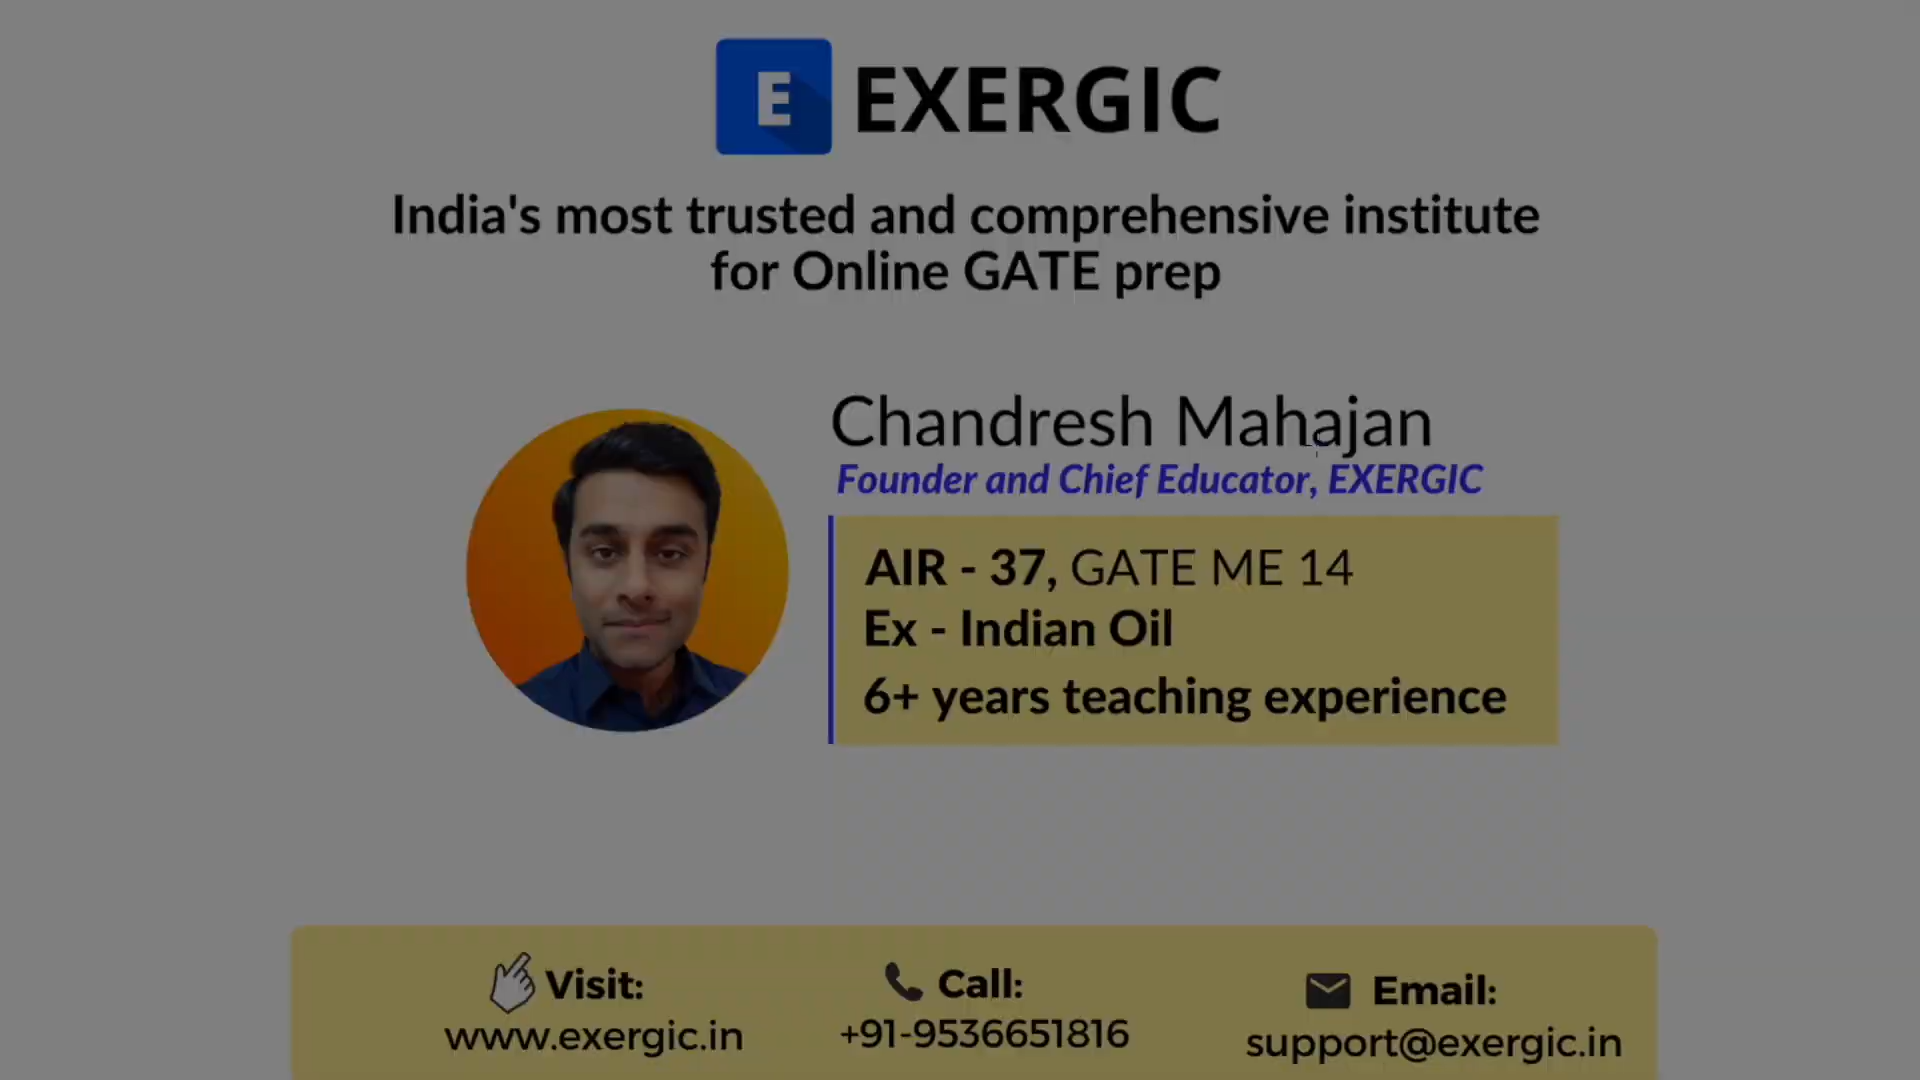 E EXERGIC
India's most trusted and comprehensive institute
for Online GATE prep
Chandresh Mahajan
Founder and Chief Educator, EXERGIC
AIR - 37, GATE ME 14
Ex - Indian Oil
6+ years teaching experience
Visit:
www.exergic.in
Call:
+91-9536651816
Email:
support@exergic.in